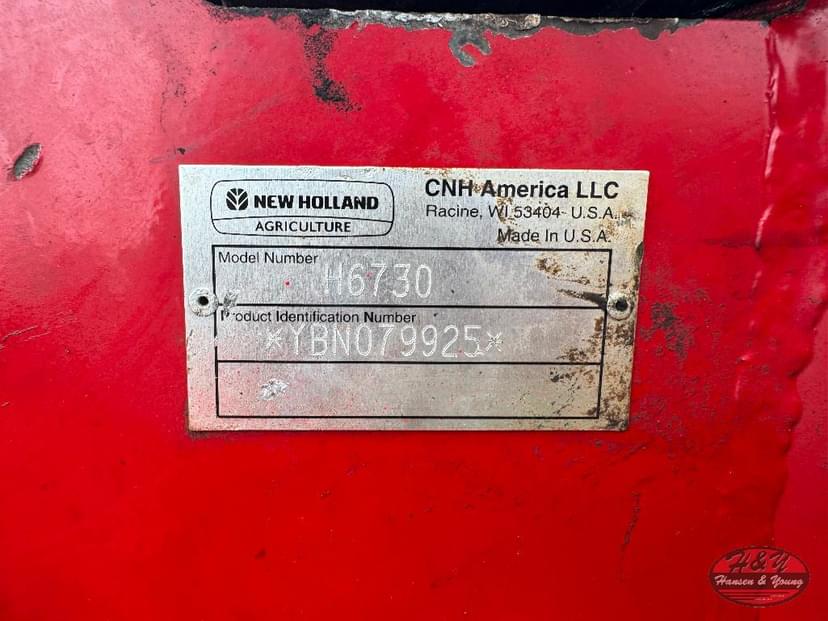 NEW HOLLAND
AGRICULTURE
CNH America LLC
Racine, WI 53404 U.S.A.
Made In U.S.A.
Model Number
H6730
Product Identification Number
*YBN079925*
H&Y
Hansen & Young